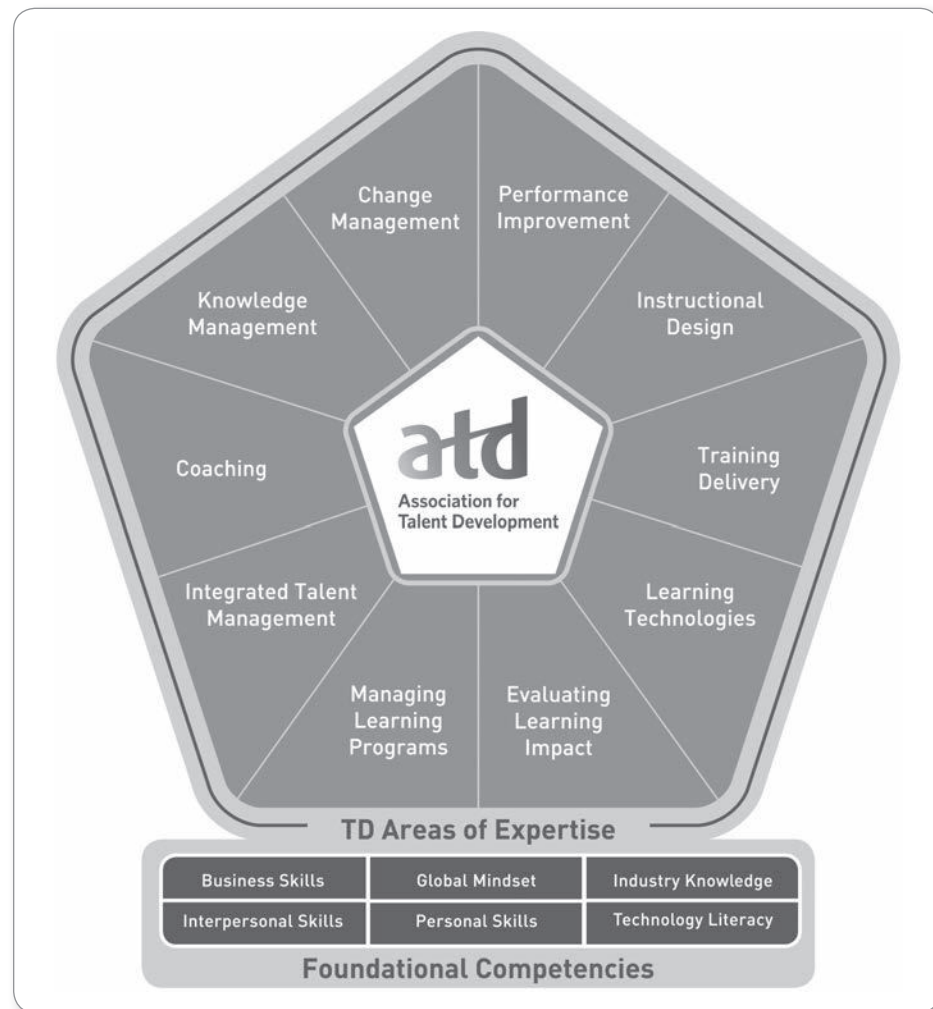 Change
Management
Performance
Improvement
Knowledge
Management
Instructional
Design
Coaching
atd
Association for
Talent Development
Training
Delivery
Integrated Talent
Management
Learning
Technologies
Managing
Learning
Programs
Evaluating
Learning
Impact
TD Areas of Expertise
Business Skills
Global Mindset
Industry Knowledge
Interpersonal Skills
Personal Skills
Technology Literacy
Foundational Competencies